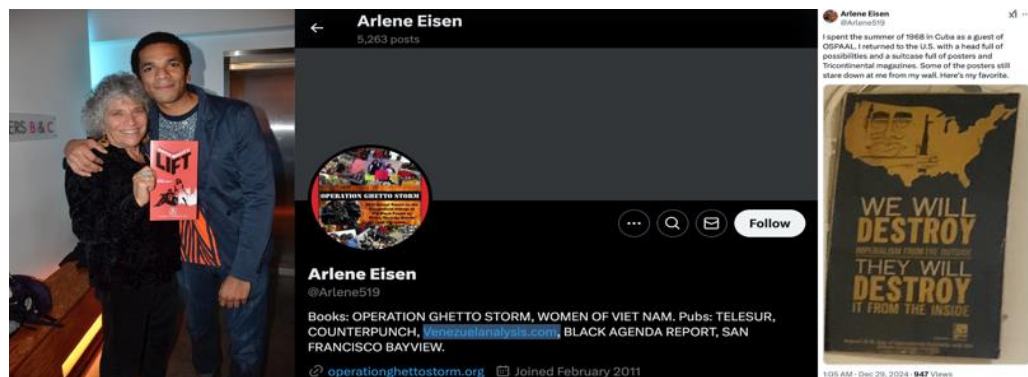 ERS B & C
LIFT
Arlene Eisen
5,263 posts
OPERATION GHETTO STORM
Follow
Arlene Eisen
@Arlene519
Books: OPERATION GHETTO STORM, WOMEN OF VIET NAM. Pubs: TELESUR,
COUNTERPUNCH, Venezuelanalysis.com, BLACK AGENDA REPORT, SAN
FRANCISCO BAYVIEW.
operationghettostorm.org Joined February 2011
Arlene Eisen
@Arlene519
I spent the summer of 1968 in Cuba as a guest of
OSPAAL. I returned to the U.S. with a head full of
possibilities and a suitcase full of posters and
Tricontinental magazines. Some of the posters still
stare down at me from my wall. Here's my favorite.
WE WILL
DESTROY
IMPERIALISM FROM THE OUTSIDE
THEY WILL
DESTROY
IT FROM THE INSIDE
1:05 AM · Dec 29, 2024 · 947 Views